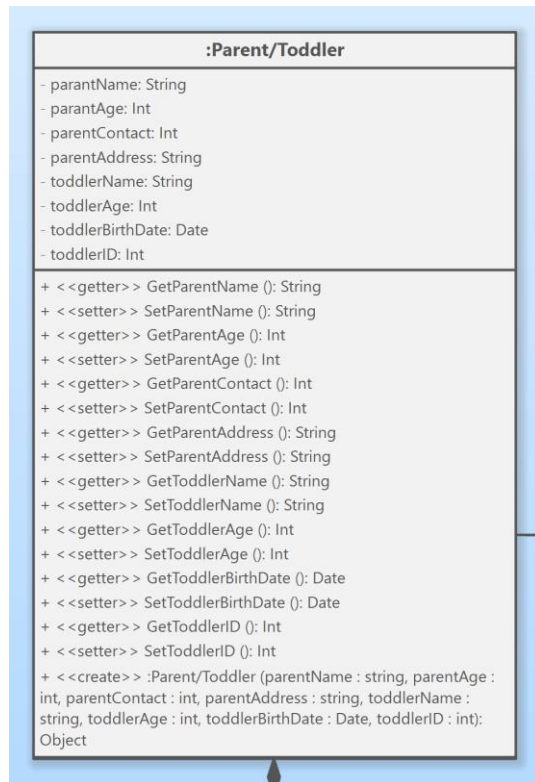 :Parent/Toddler
- parantName: String
- parantAge: Int
- parentContact: Int
- parentAddress: String
- toddlerName: String
- toddlerAge: Int
- toddlerBirthDate: Date
- toddlerID: Int
+ <<getter>> GetParentName (): String
+ <<setter>> SetParentName (): String
+ <<getter>> GetParentAge (): Int
+ <<setter>> SetParentAge (): Int
+ <<getter>> GetParentContact (): Int
+ <<setter>> SetParentContact (): Int
+ <<getter>> GetParentAddress (): String
+ <<setter>> SetParentAddress (): String
+ <<getter>> GetToddlerName (): String
+ <<setter>> SetToddlerName (): String
+ <<getter>> GetToddlerAge (): Int
+ <<setter>> SetToddlerAge (): Int
+ <<getter>> GetToddlerBirthDate (): Date
+ <<setter>> SetToddlerBirthDate (): Date
+ <<getter>> GetToddlerID (): Int
+ <<setter>> SetToddlerID (): Int
+ <<create>> :Parent/Toddler (parentName : string, parentAge :
int, parentContact : int, parentAddress : string, toddlerName :
string, toddlerAge : int, toddlerBirthDate : Date, toddlerID : int):
Object